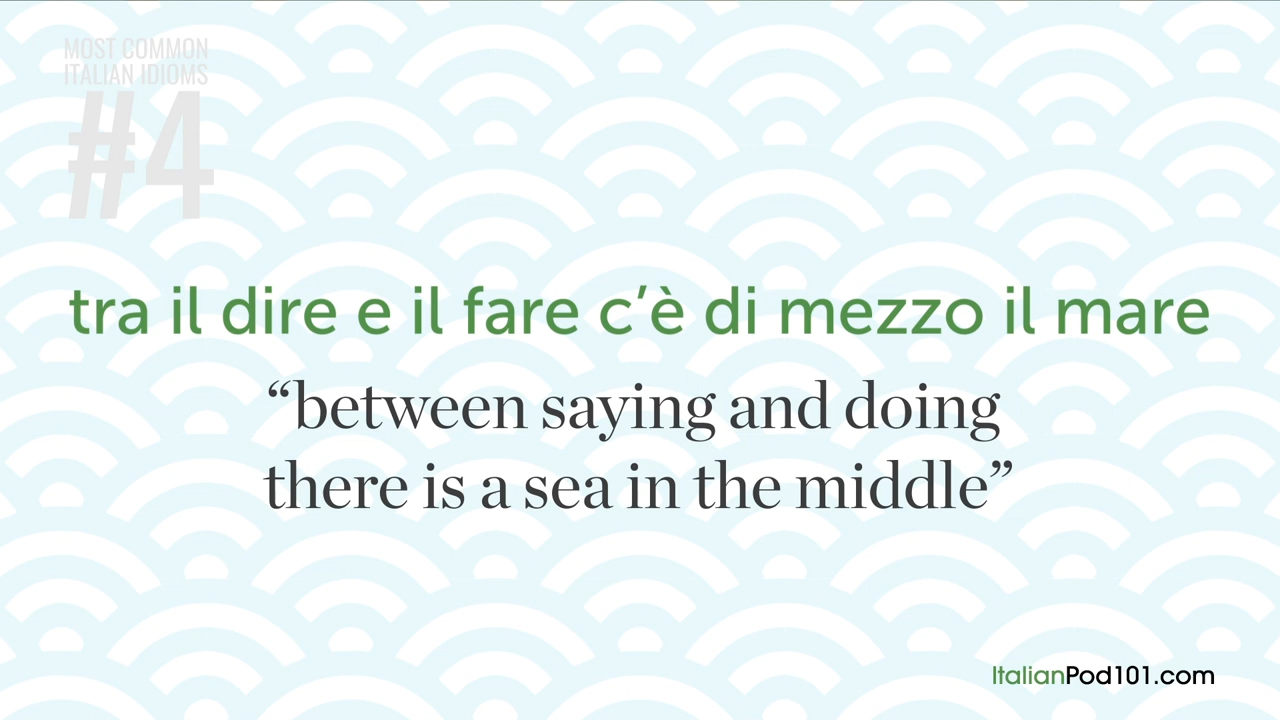 MOST COMMON
ITALIAN IDIOMS
#4
tra il dire e il fare c’è di mezzo il mare
“between saying and doing
there is a sea in the middle”
ItalianPod101.com